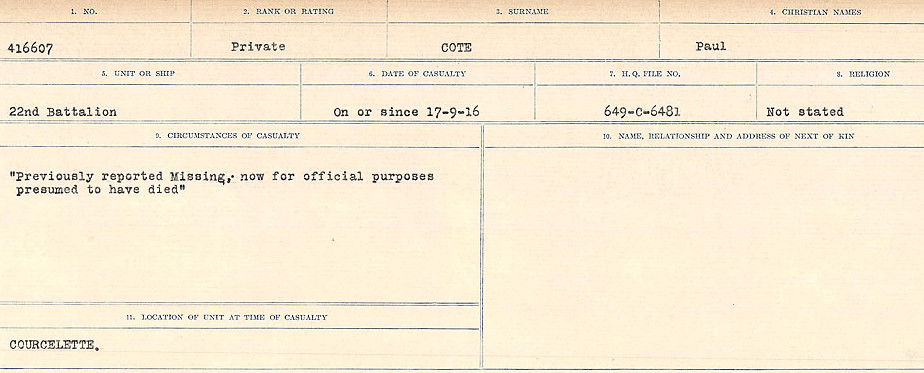 1. NO. 2. RANK OR RATING 3. SURNAME 4. CHRISTIAN NAMES
416607 Private COTE Paul
5. UNIT OR SHIP 6. DATE OF CASUALTY 7. H.Q. FILE NO. 8. RELIGION
22nd Battalion On or since 17-9-16 649-C-6481 Not stated
9. CIRCUMSTANCES OF CASUALTY 10. NAME, RELATIONSHIP AND ADDRESS OF NEXT OF KIN
"Previously reported Missing, now for official purposes
presumed to have died"
11. LOCATION OF UNIT AT TIME OF CASUALTY
COURCELETTE.